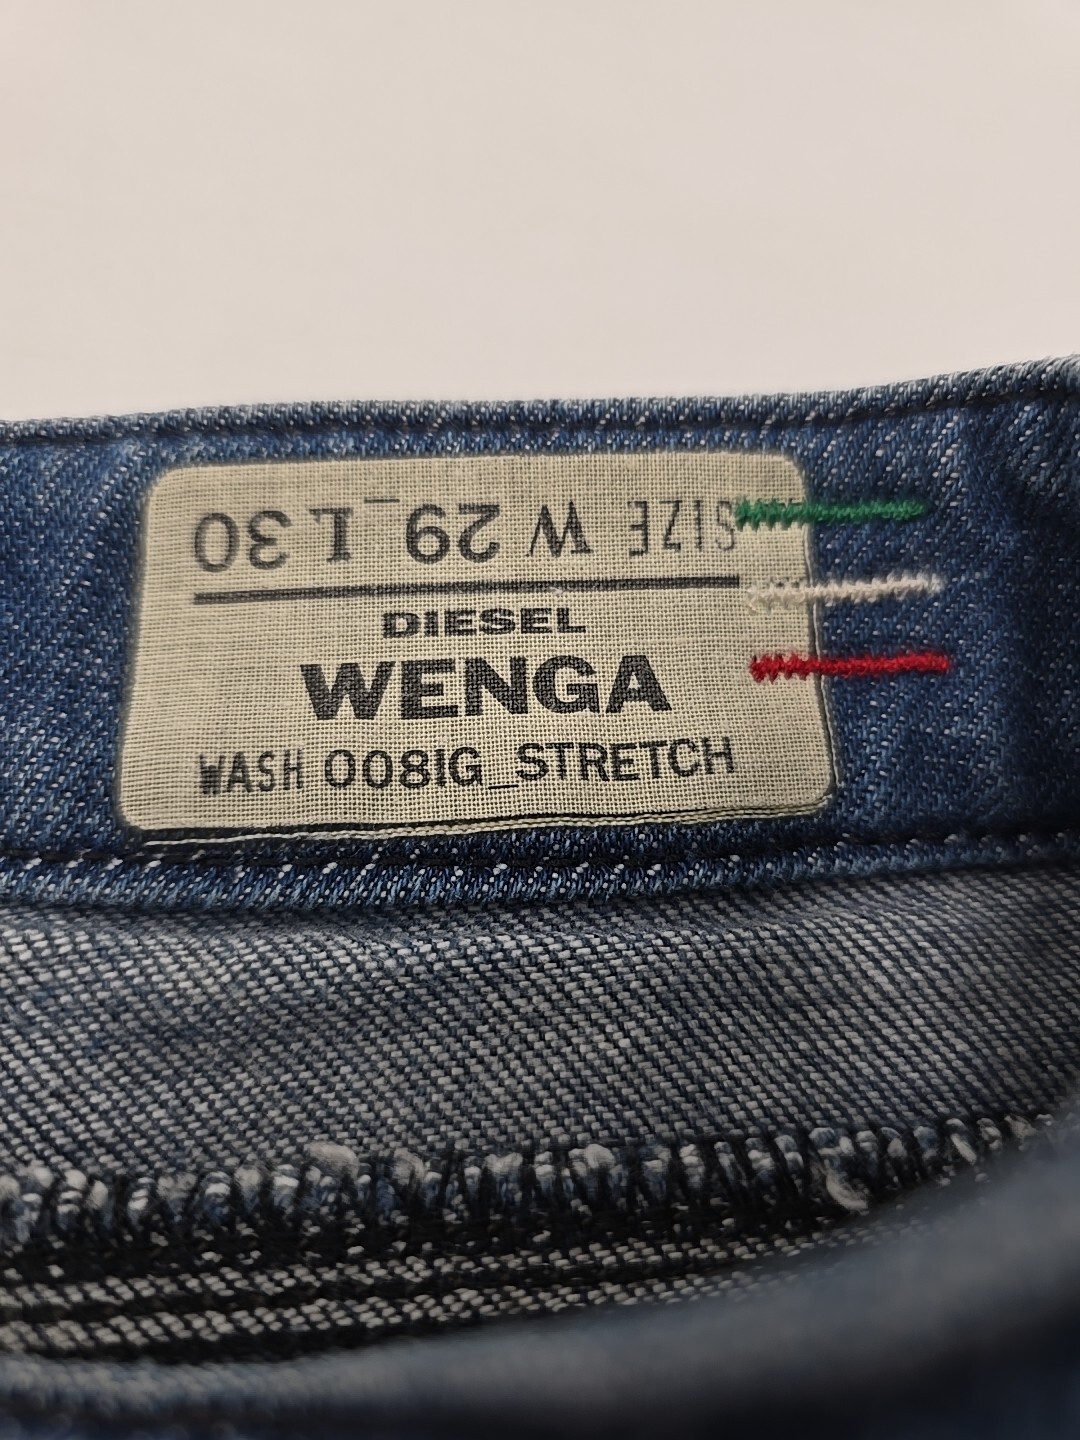 SIZE W 29_L 30
DIESEL
WENGA
WASH 008IG_STRETCH